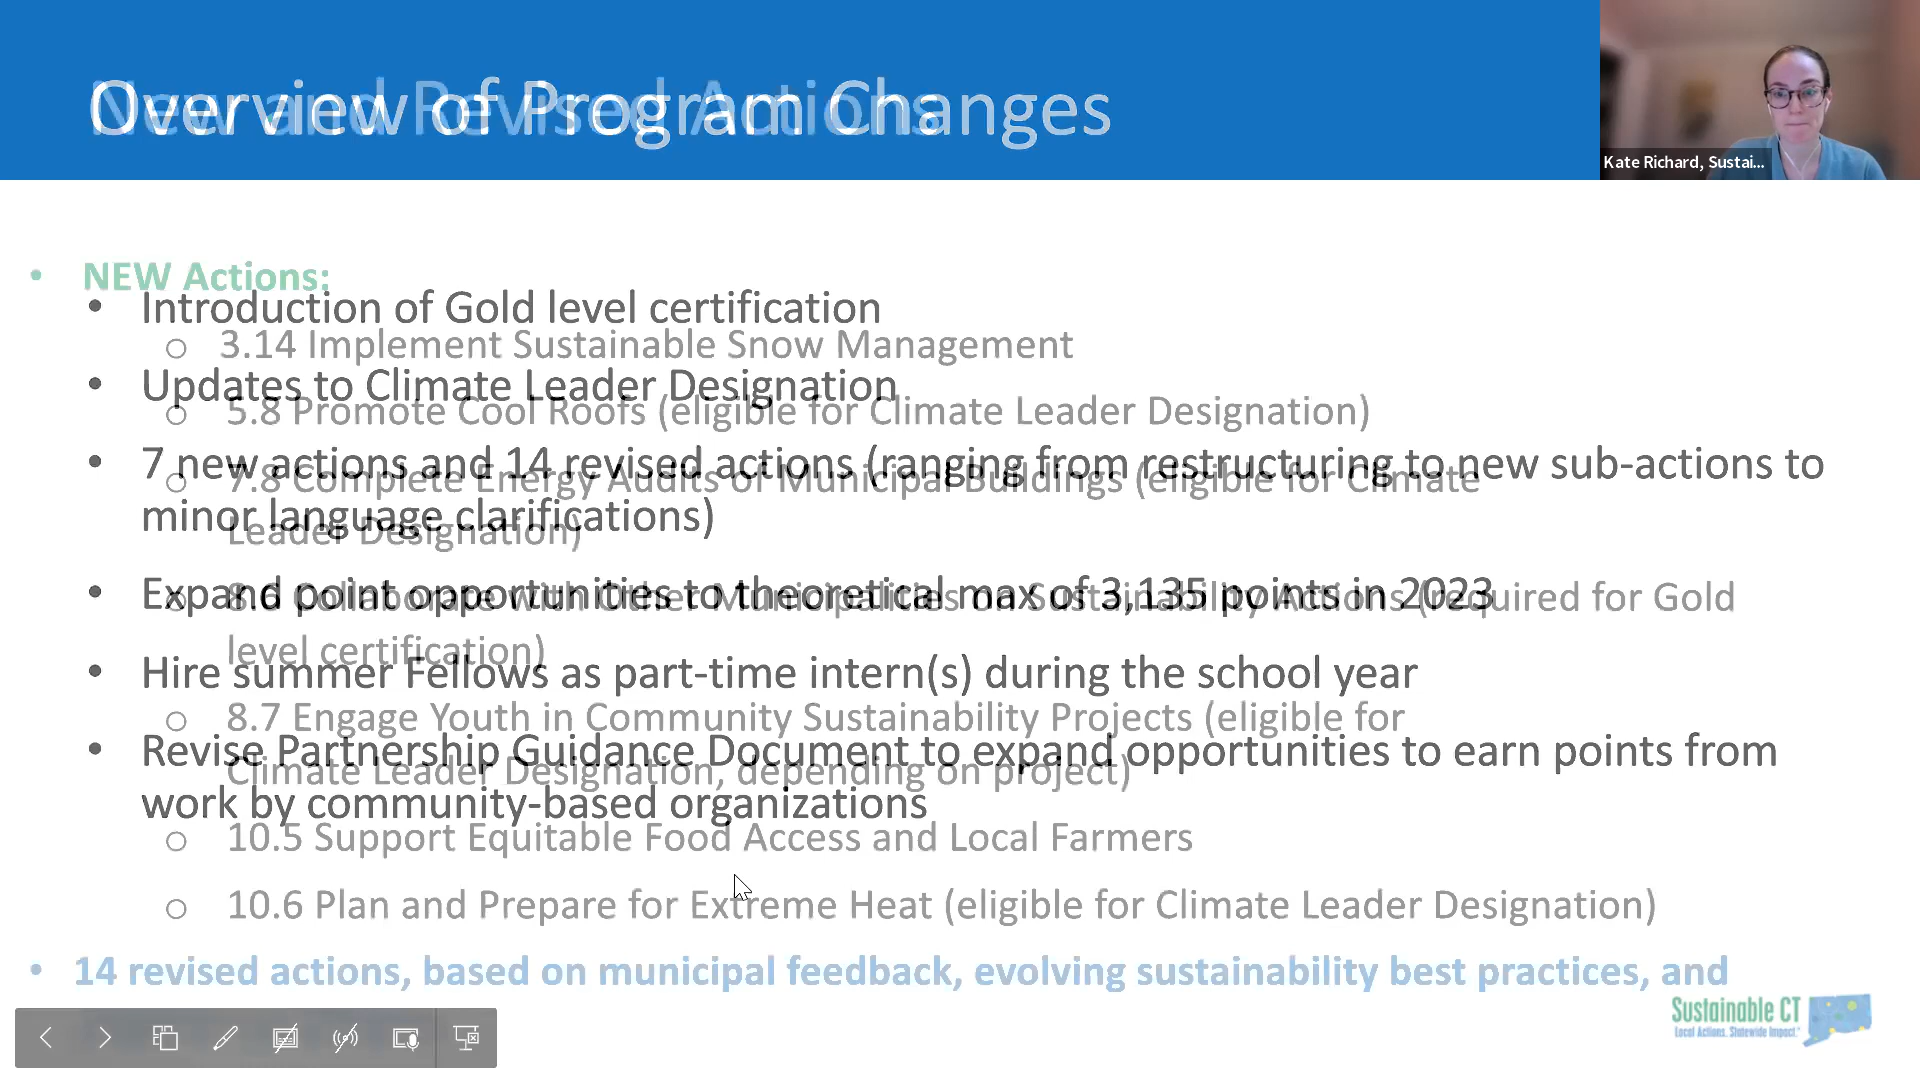 Overview of Program Changes
New and Revised Actions
Kate Richard, Sustai...
• Introduction of Gold level certification
• Updates to Climate Leader Designation
• 7 new actions and 14 revised actions (ranging from restructuring to new sub-actions to
minor language clarifications)
• Expand point opportunities to theoretical max of 3,135 points in 2023
• Hire summer Fellows as part-time intern(s) during the school year
• Revise Partnership Guidance Document to expand opportunities to earn points from
work by community-based organizations
• NEW Actions:
○ 3.14 Implement Sustainable Snow Management
○ 5.8 Promote Cool Roofs (eligible for Climate Leader Designation)
○ 7.8 Complete Energy Audits of Municipal Buildings (eligible for Climate
Leader Designation)
○ 8.6 Collaborate with Other Municipalities on Sustainability Actions (required for Gold
level certification)
○ 8.7 Engage Youth in Community Sustainability Projects (eligible for
Climate Leader Designation, depending on project)
○ 10.5 Support Equitable Food Access and Local Farmers
○ 10.6 Plan and Prepare for Extreme Heat (eligible for Climate Leader Designation)
• 14 revised actions, based on municipal feedback, evolving sustainability best practices, and
Sustainable CT
Local Actions. Statewide Impact.